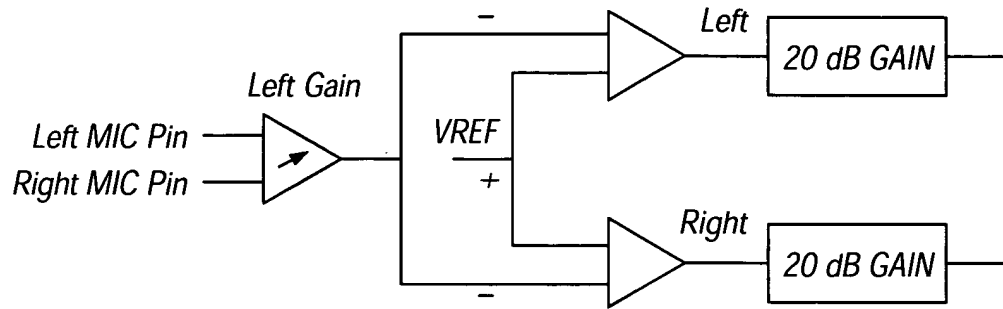 −
Left
20 dB GAIN
Left Gain
Left MIC Pin
Right MIC Pin
VREF
+
Right
20 dB GAIN
−